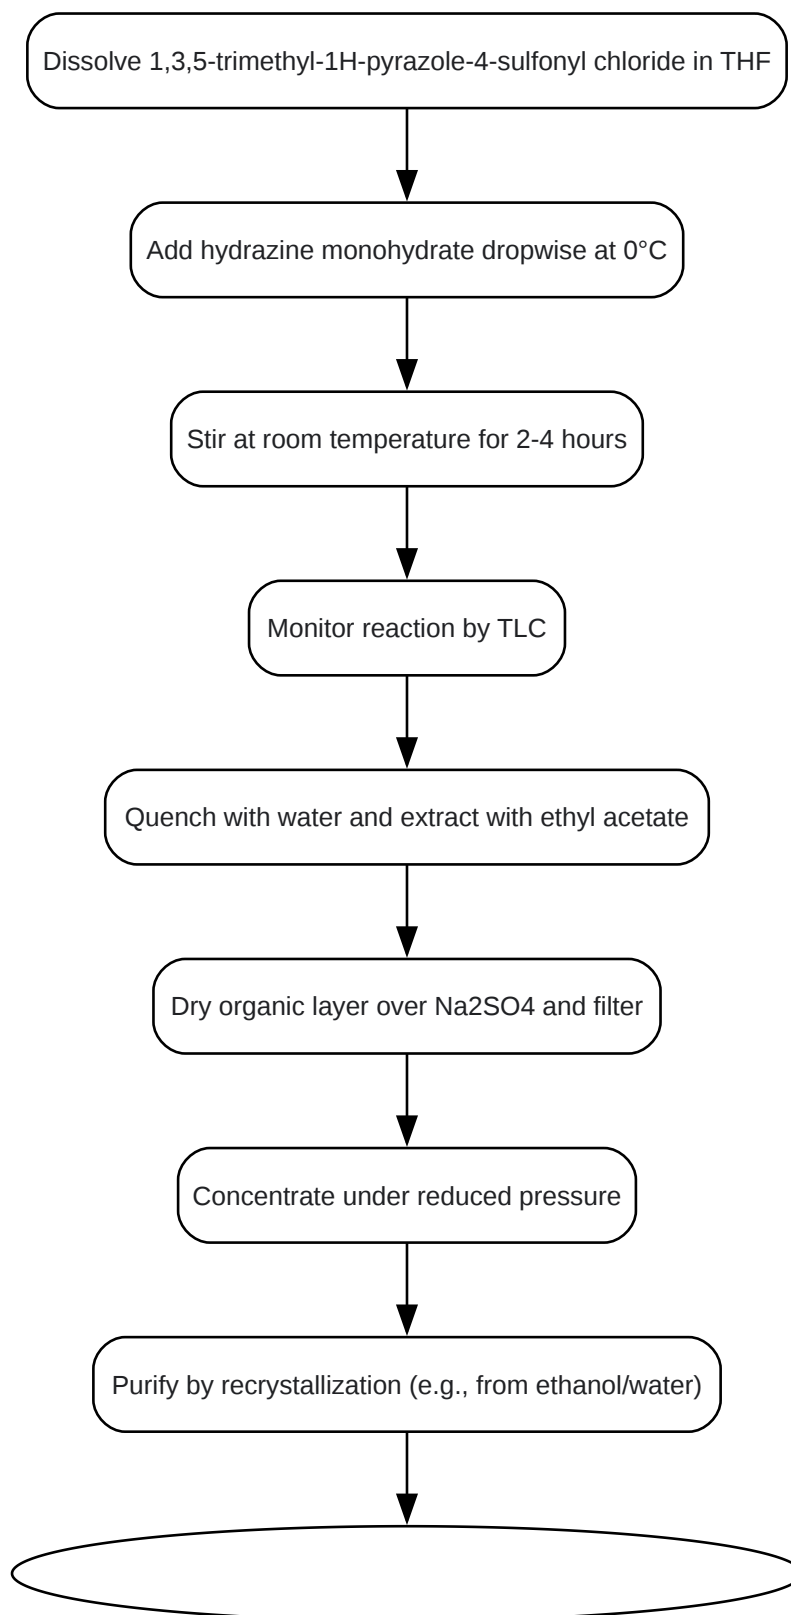 Dissolve 1,3,5-trimethyl-1H-pyrazole-4-sulfonyl chloride in THF
Add hydrazine monohydrate dropwise at 0°C
Stir at room temperature for 2-4 hours
Monitor reaction by TLC
Quench with water and extract with ethyl acetate
Dry organic layer over Na2SO4 and filter
Concentrate under reduced pressure
Purify by recrystallization (e.g., from ethanol/water)